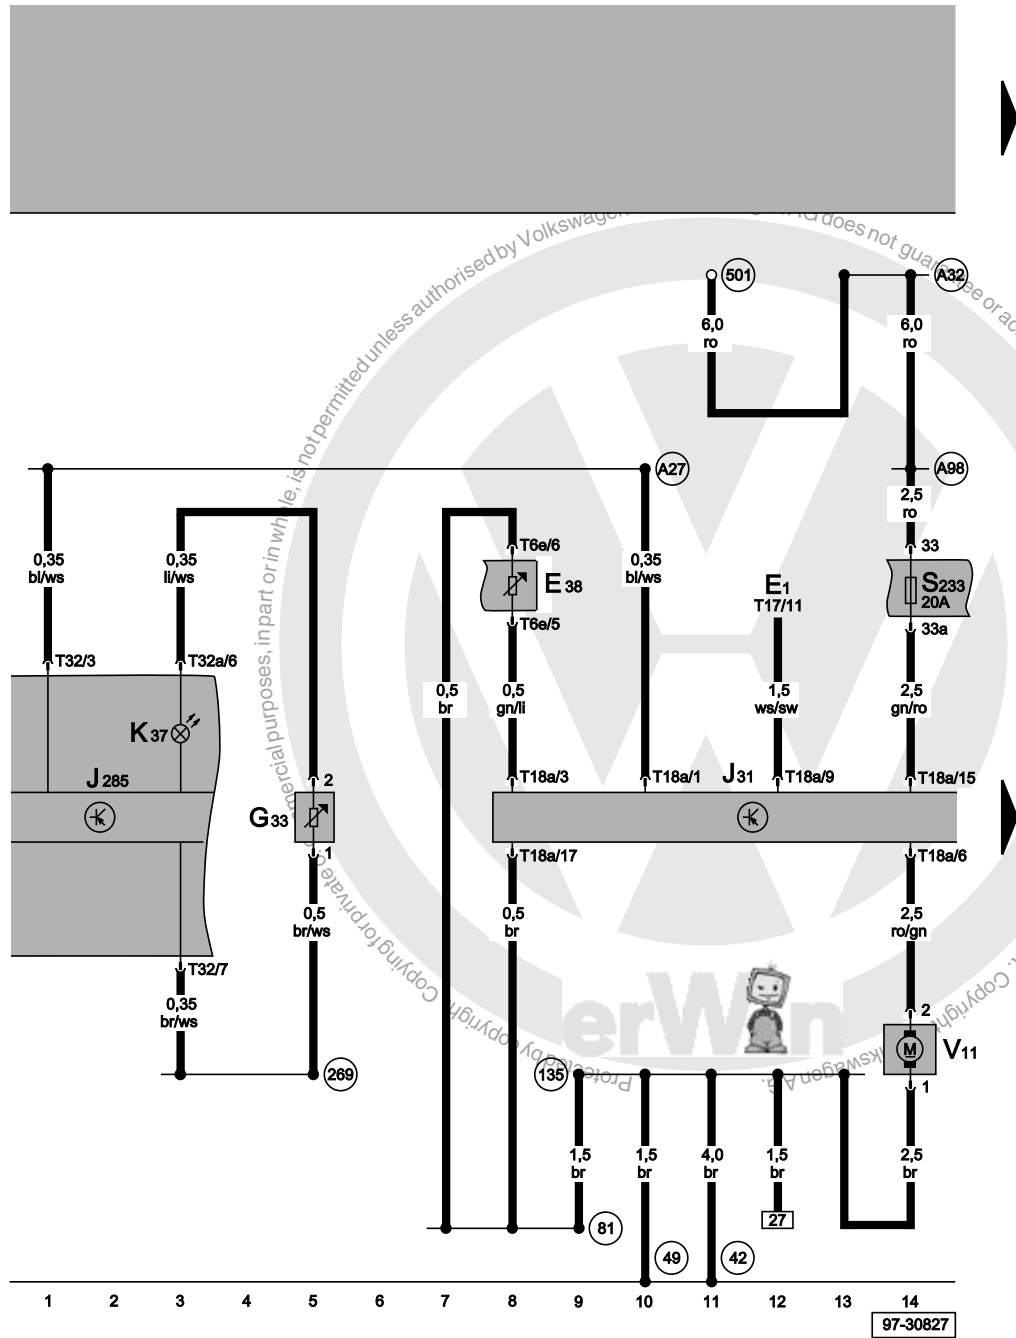 Protected by copyright. Copying for private or commercial purposes, in part or in whole, is not permitted unless authorised by Volkswagen
AG does not guarantee or
Copyright
Volkswagen AG.
501
A32
6,0
ro
6,0
ro
A27
A98
2,5
ro
0,35
bl/ws
0,35
li/ws
T6e/6
0,35
bl/ws
33
E38
E1
T17/11
S233
20A
T6e/5
33a
T32/3
T32a/6
0,5
br
0,5
gn/li
1,5
ws/sw
2,5
gn/ro
K37
J285
2
T18a/3
T18a/1
J31
T18a/9
T18a/15
G33
1
T18a/17
T18a/6
0,5
br/ws
0,5
br
2,5
ro/gn
T32/7
0,35
br/ws
erWin
2
M
V11
269
135
1
1,5
br
1,5
br
4,0
br
1,5
br
2,5
br
81
27
49
42
1 2 3 4 5 6 7 8 9 10 11 12 13 14
97-30827